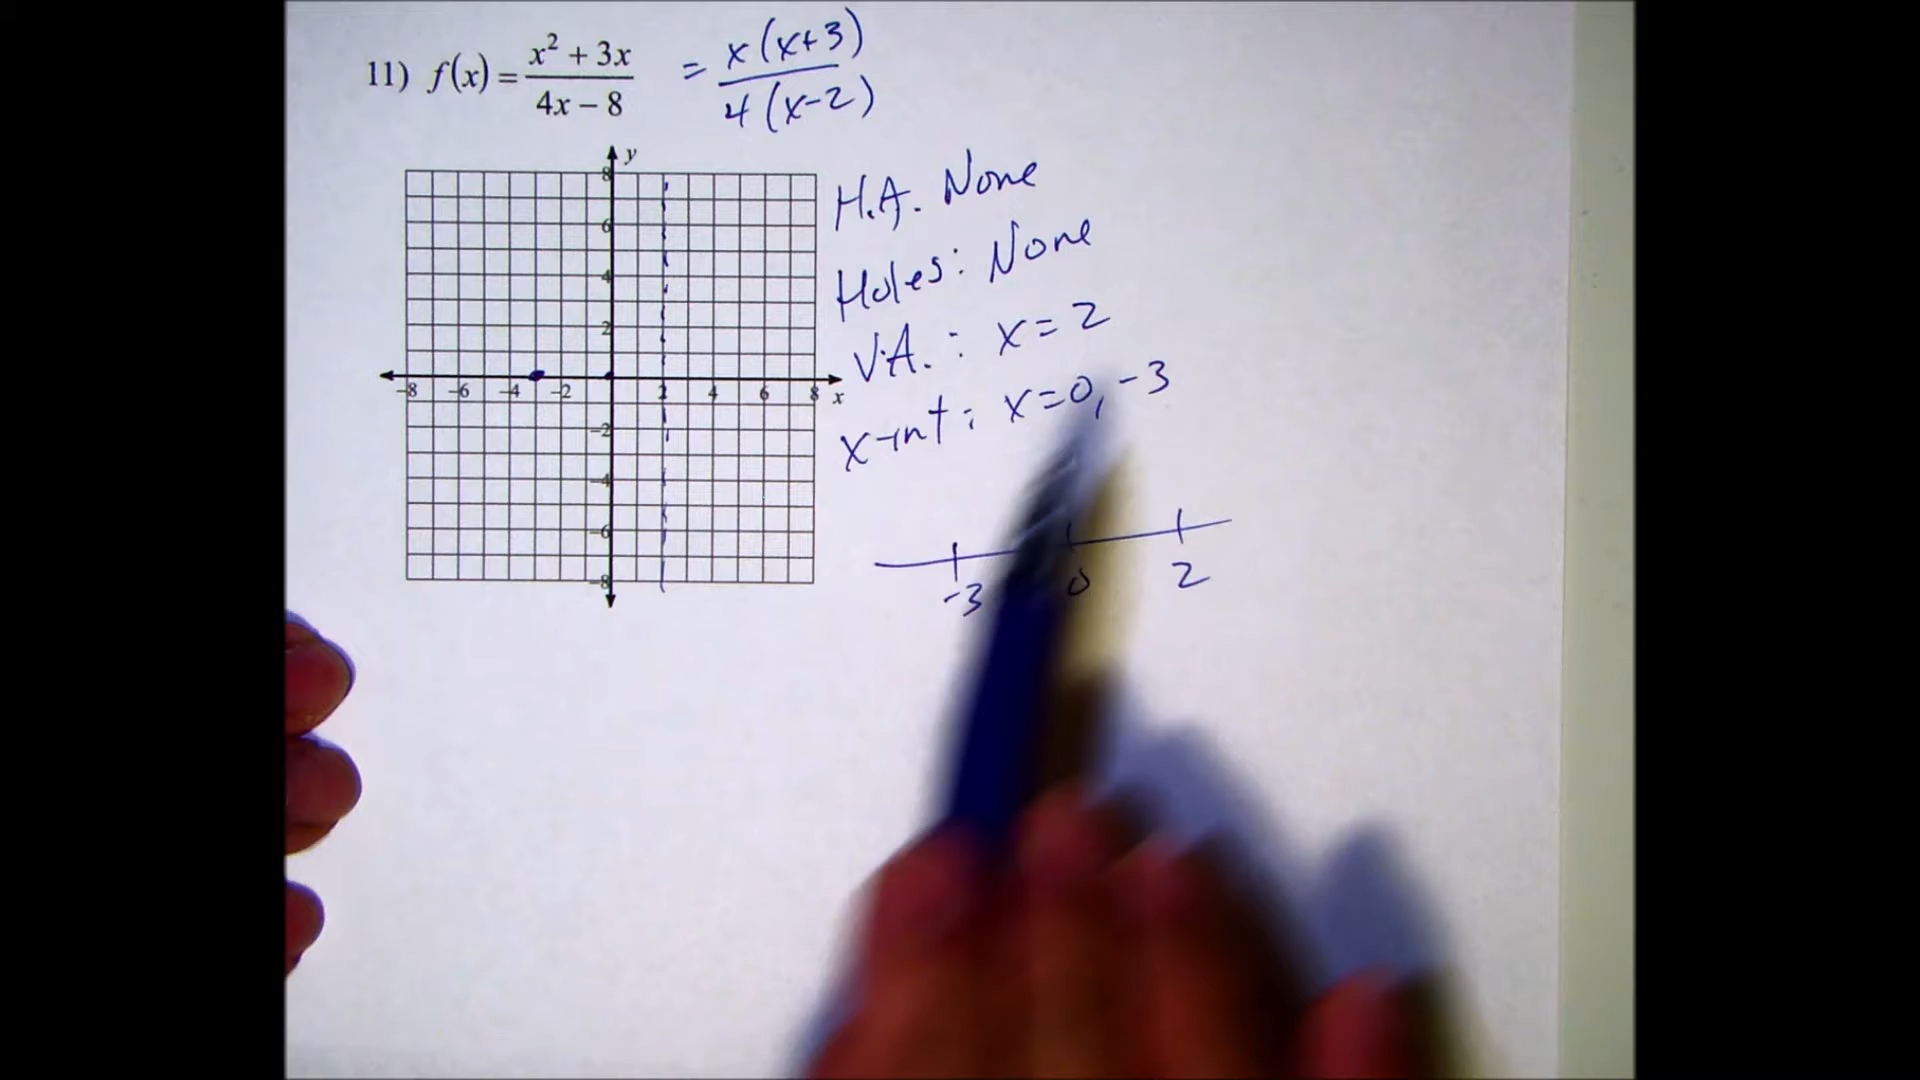 11) f(x) = x² + 3x / 4x − 8 = x(x+3) / 4(x-2)
y
8
6
4
2
-8 -6 -4 -2 2 4 6 8 x
-2
-4
-6
-8
H.A. None
Holes: None
V.A.: x = 2
x-int: x=0, -3
-3 0 2